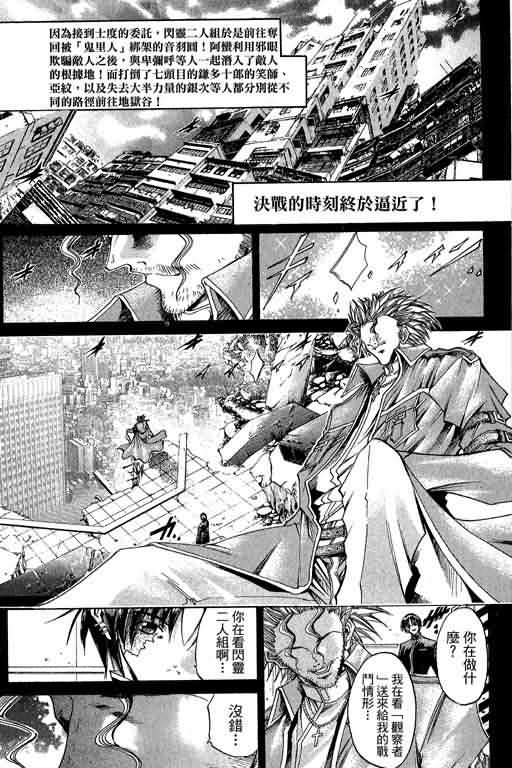 因為接到士度的委託，閃靈二人組於是前往奪
回被「鬼里人」綁架的音羽圓！阿蠻利用邪眼
欺騙敵人之後，與卑彌呼等人一起潛入了敵人
的根據地！而打倒了七頭目的鎌多十郎的笑師、
亞紋，以及失去大半力量的銀次等人都分別從不
同的路徑前往地獄谷！
決戰的時刻終於逼近了！
你在做什
麼？
我在看「觀察者
」送來給我的戰
鬥情形…
你在看閃靈
二人組啊…
沒錯…